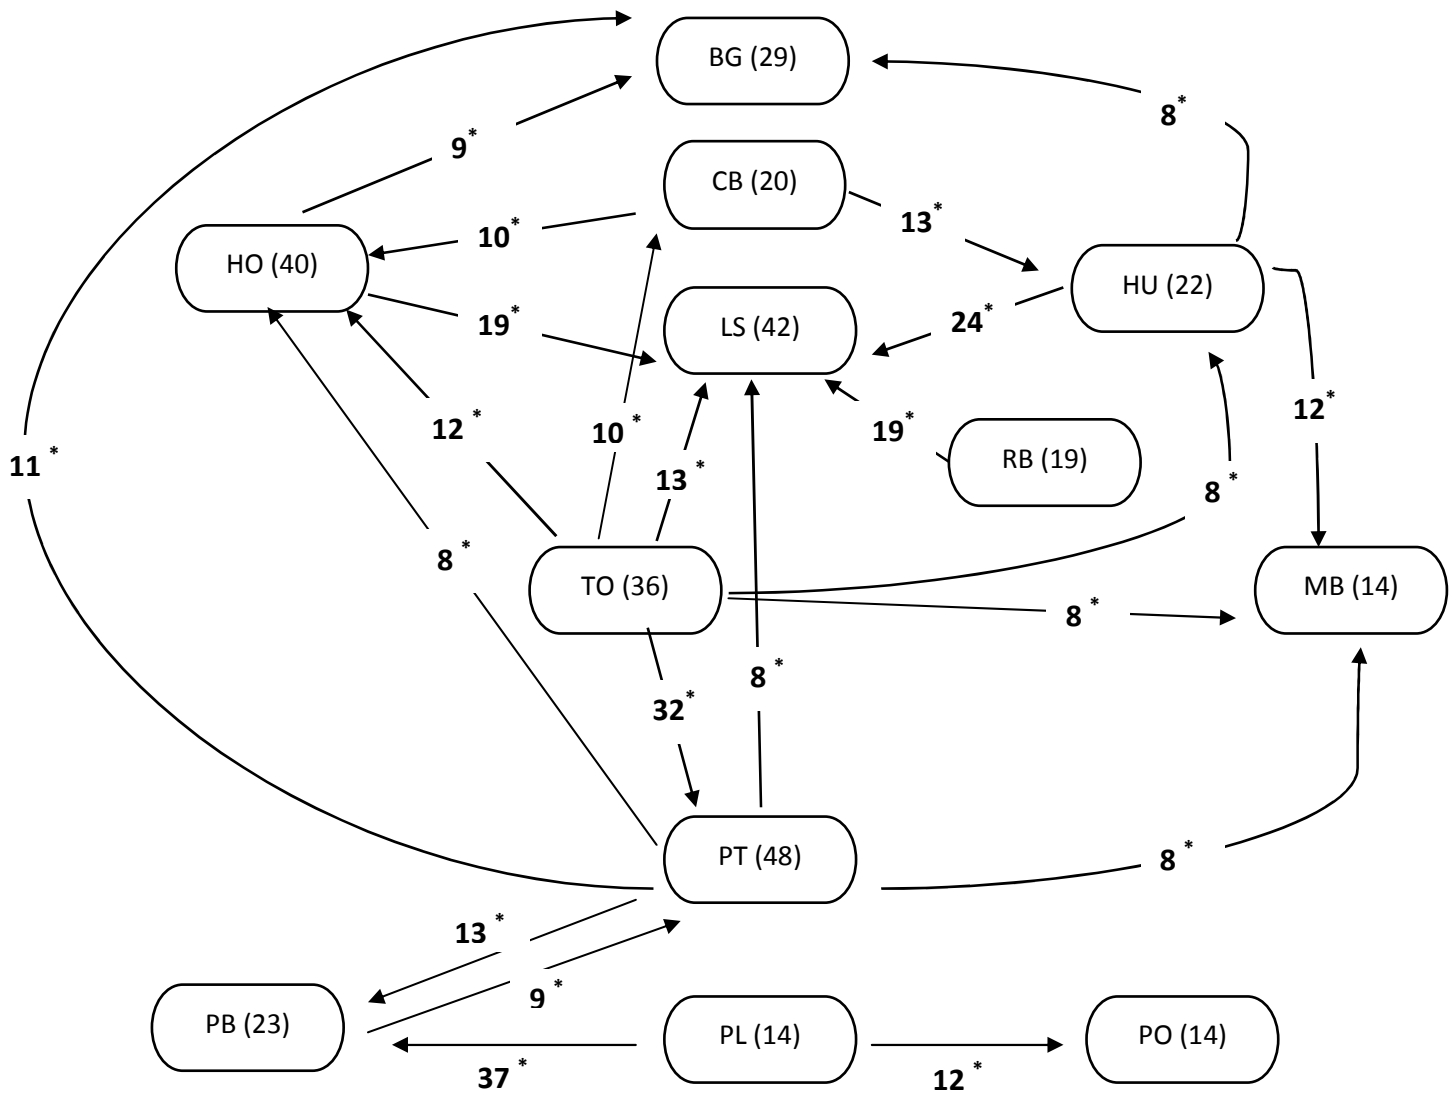 BG (29)
8*
9*
CB (20)
13*
10*
HO (40)
HU (22)
19*
LS (42)
24*
12*
12*
10*
19*
RB (19)
11*
13*
8*
8*
TO (36)
MB (14)
8*
8*
32*
PT (48)
8*
13*
9*
PB (23)
PL (14)
PO (14)
37*
12*